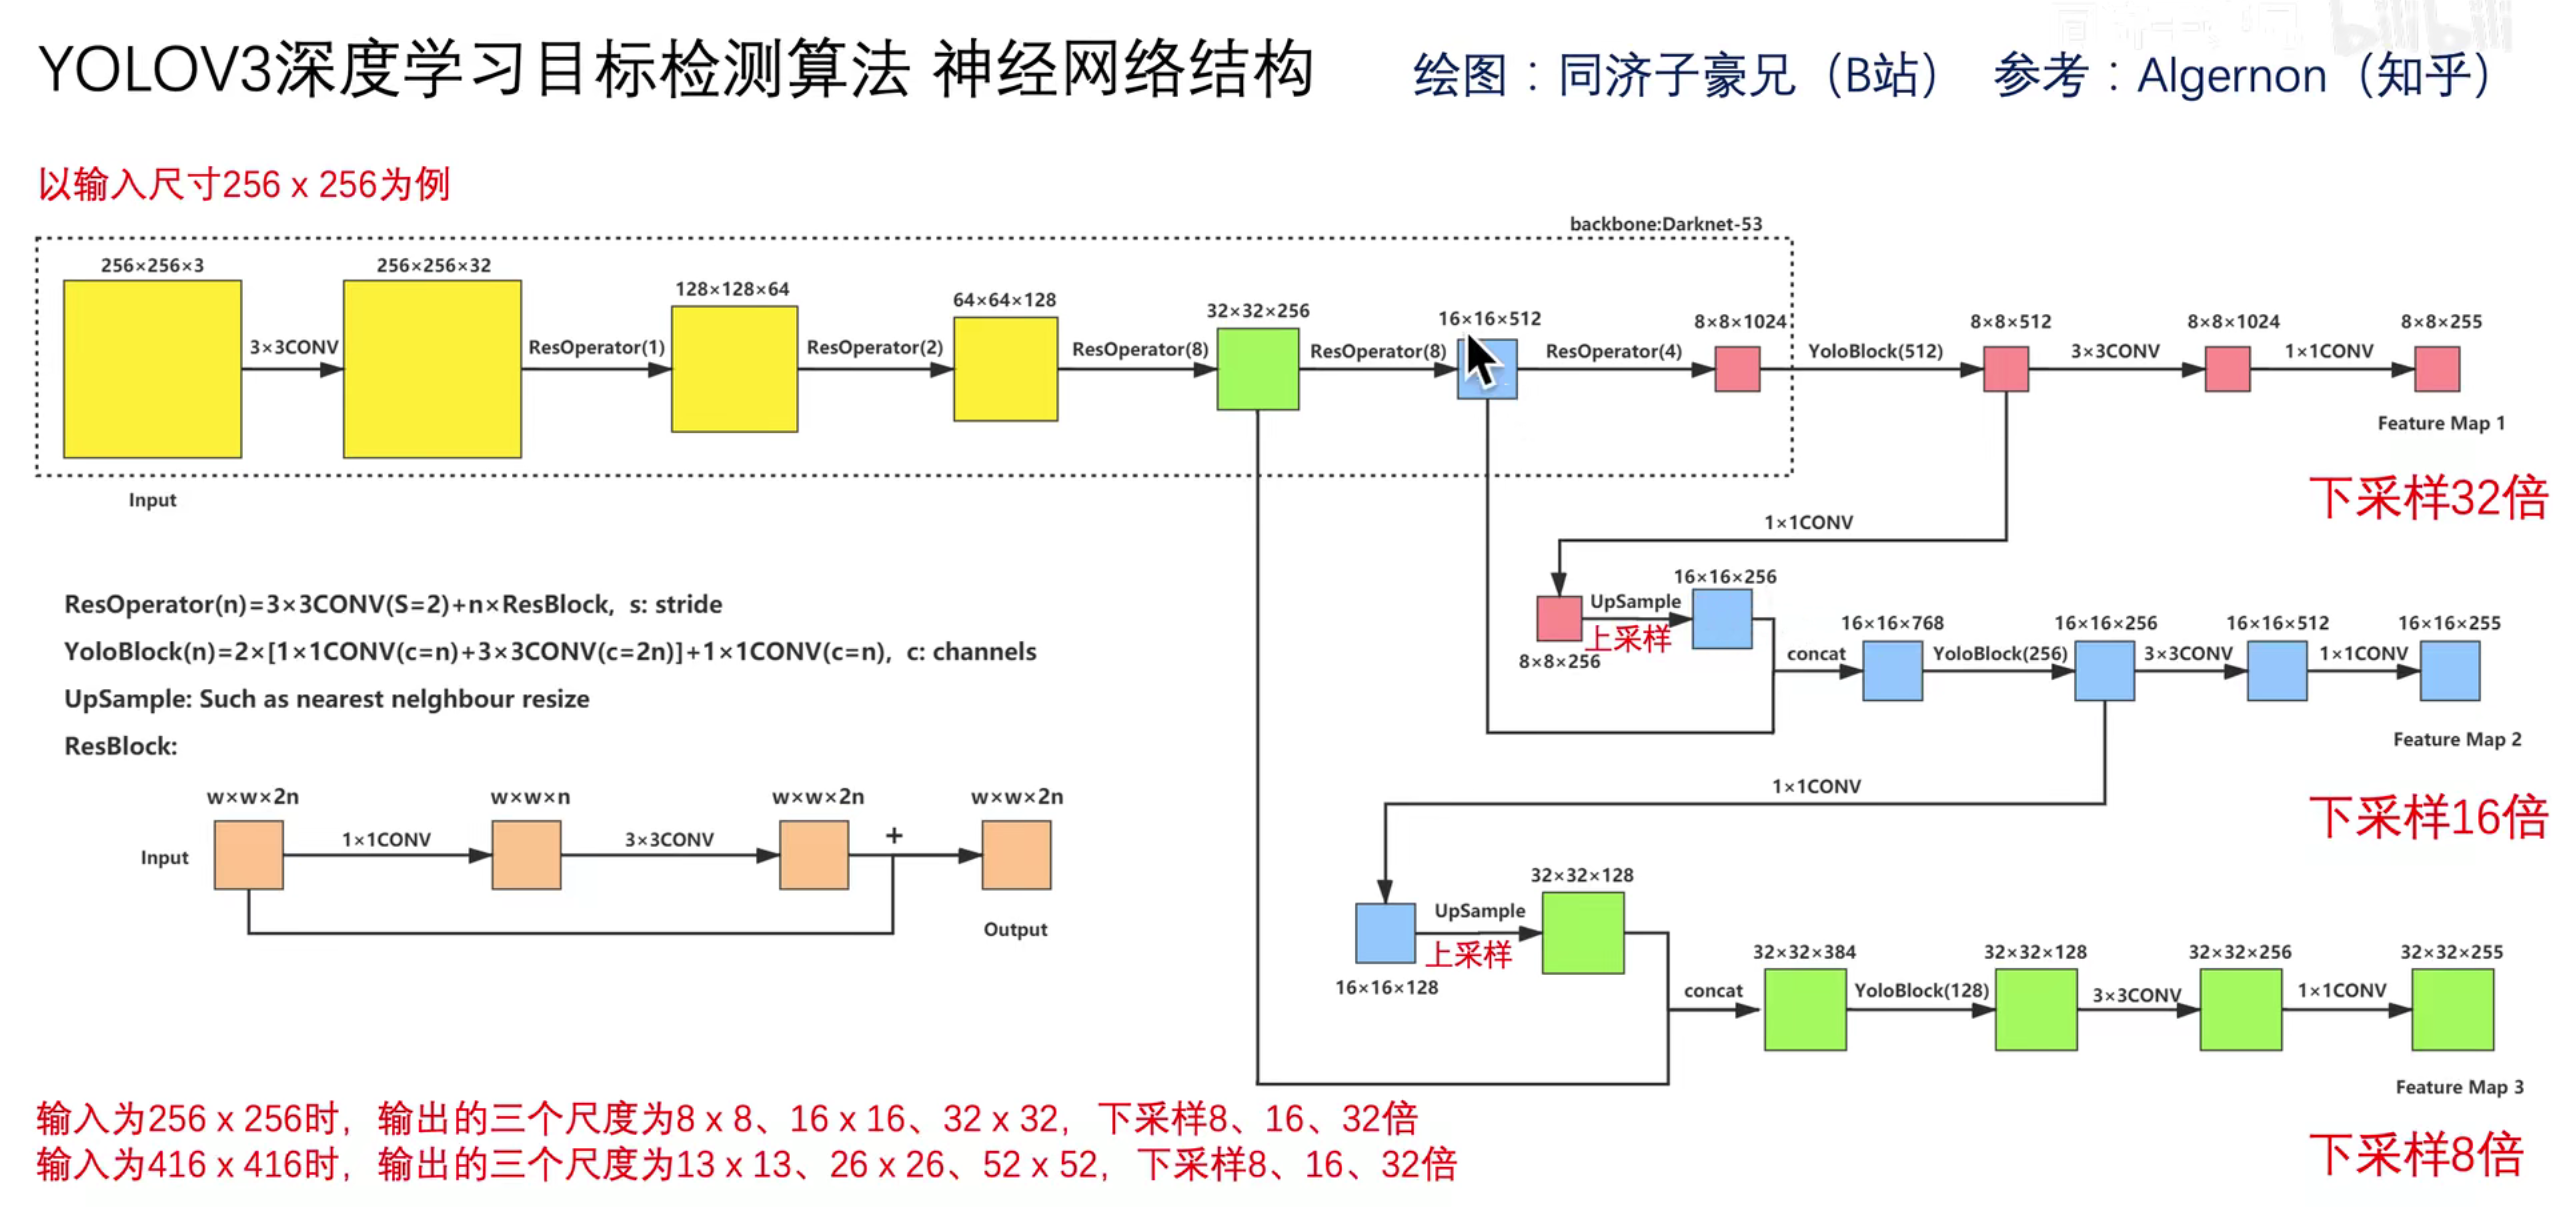 YOLOV3深度学习目标检测算法 神经网络结构
绘图：同济子豪兄（B站） 参考：Algernon（知乎）
bilibili
以输入尺寸256 x 256为例
backbone:Darknet-53
256×256×3
256×256×32
128×128×64
64×64×128
32×32×256
16×16×512
8×8×1024
8×8×512
8×8×1024
8×8×255
3×3CONV
ResOperator(1)
ResOperator(2)
ResOperator(8)
ResOperator(8)
ResOperator(4)
YoloBlock(512)
3×3CONV
1×1CONV
Feature Map 1
Input
下采样32倍
1×1CONV
16×16×256
UpSample
上采样
8×8×256
16×16×768
16×16×256
16×16×512
16×16×255
concat
YoloBlock(256)
3×3CONV
1×1CONV
Feature Map 2
ResOperator(n)=3×3CONV(S=2)+n×ResBlock, s: stride
YoloBlock(n)=2×[1×1CONV(c=n)+3×3CONV(c=2n)]+1×1CONV(c=n), c: channels
UpSample: Such as nearest nelghbour resize
ResBlock:
w×w×2n
w×w×n
w×w×2n
w×w×2n
Input
1×1CONV
3×3CONV
+
Output
1×1CONV
下采样16倍
32×32×128
UpSample
上采样
16×16×128
32×32×384
32×32×128
32×32×256
32×32×255
concat
YoloBlock(128)
3×3CONV
1×1CONV
Feature Map 3
输入为256 x 256时，输出的三个尺度为8 x 8、16 x 16、32 x 32，下采样8、16、32倍
输入为416 x 416时，输出的三个尺度为13 x 13、26 x 26、52 x 52，下采样8、16、32倍
下采样8倍